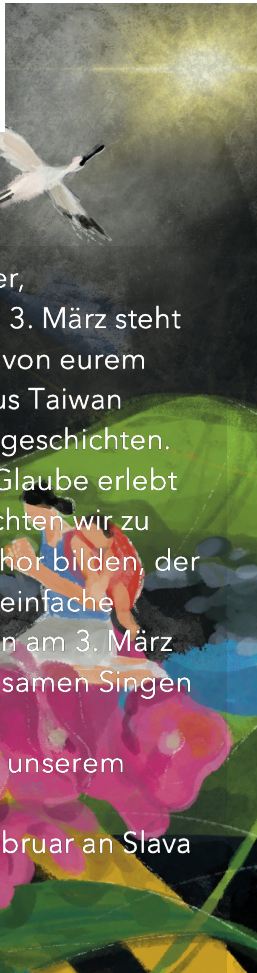 er,
3. März steht
von eurem
us Taiwan
geschichten.
Glaube erlebt
chten wir zu
hor bilden, der
einfache
n am 3. März
samen Singen
unserem
bruar an Slava